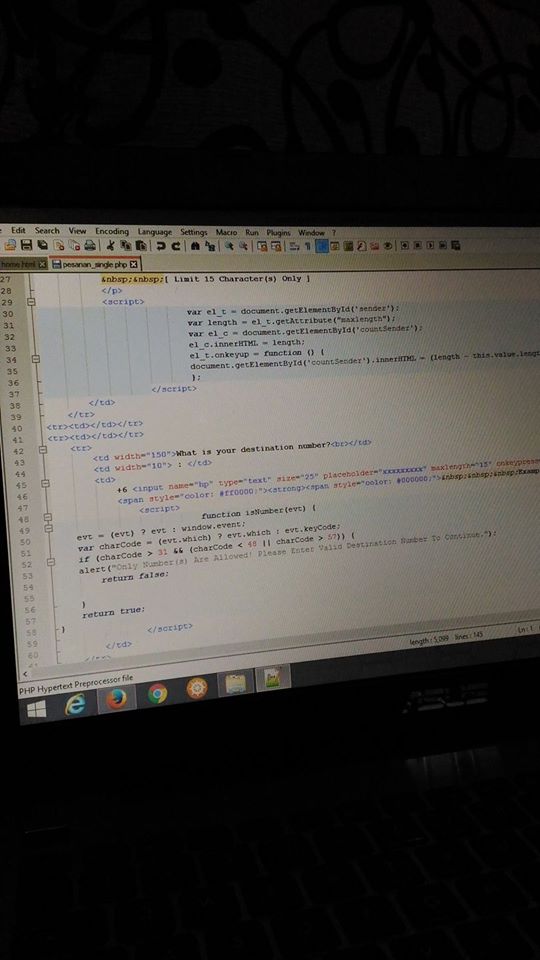 Edit Search View Encoding Language Settings Macro Run Plugins Window ?
home.html pesanan_single.php
27 &nbsp;&nbsp;[ Limit 15 Character(s) Only ]
28 </p>
29 <script>
30 var el_t = document.getElementById('sender');
31 var length = el_t.getAttribute("maxlength");
32 var el_c = document.getElementById('countSender');
33 el_c.innerHTML = length;
34 el_t.onkeyup = function () {
35 document.getElementById('countSender').innerHTML = (length - this.value.lengt
36 };
37 </script>
38 </td>
39 </tr>
40 <tr><td></td></tr>
41 <tr><td></td></tr>
42 <tr>
43 <td width="150">What is your destination number?<br></td>
44 <td width="10"> : </td>
45 <td>
46 +6 <input name="hp" type="text" size="25" placeholder="xxxxxxxxx" maxlength="15" onkeypress
47 <span style="color: #ff0000;"><strong><span style="color: #000000;">&nbsp;&nbsp;Examp
48 <script> function isNumber(evt) {
49 evt = (evt) ? evt : window.event;
50 var charCode = (evt.which) ? evt.which : evt.keyCode;
51 if (charCode > 31 && (charCode < 48 || charCode > 57)) {
52 alert("Only Number(s) Are Allowed! Please Enter Valid Destination Number To Continue.");
53 return false;
54
55 }
56 return true;
57 }
58 </script>
59 </td>
60
PHP Hypertext Preprocessor file length : 5,099 lines : 145 Ln : 1
ASUS